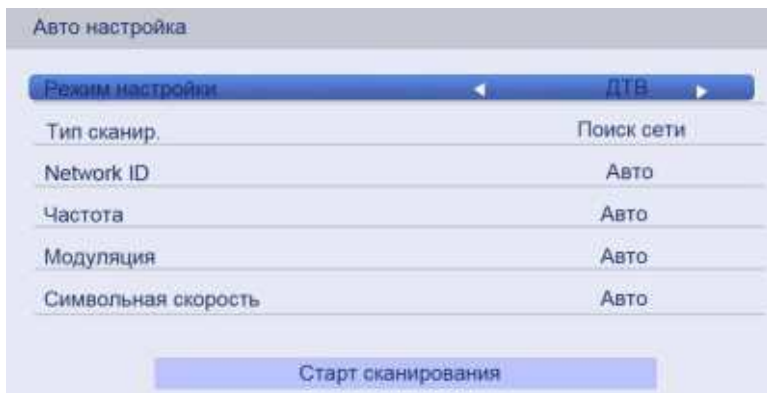 Авто настройка
Режим настройки ДТВ
Тип сканир. Поиск сети
Network ID Авто
Частота Авто
Модуляция Авто
Символьная скорость Авто
Старт сканирования